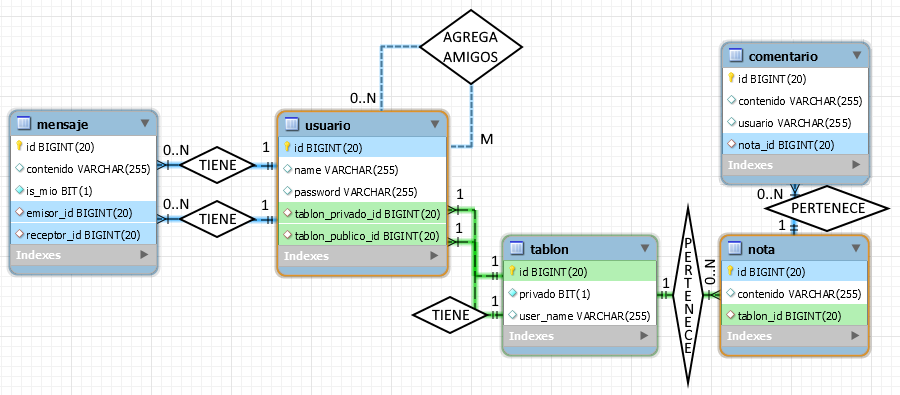 AGREGA
AMIGOS
0..N
M
mensaje
id BIGINT(20)
contenido VARCHAR(255)
is_mio BIT(1)
emisor_id BIGINT(20)
receptor_id BIGINT(20)
Indexes
0..N
TIENE
1
0..N
TIENE
1
usuario
id BIGINT(20)
name VARCHAR(255)
password VARCHAR(255)
tablon_privado_id BIGINT(20)
tablon_publico_id BIGINT(20)
Indexes
1
1
TIENE
1
1
tablon
id BIGINT(20)
privado BIT(1)
user_name VARCHAR(255)
Indexes
1
PERTENECE
0..N
comentario
id BIGINT(20)
contenido VARCHAR(255)
usuario VARCHAR(255)
nota_id BIGINT(20)
Indexes
0..N
PERTENECE
1
nota
id BIGINT(20)
contenido VARCHAR(255)
tablon_id BIGINT(20)
Indexes